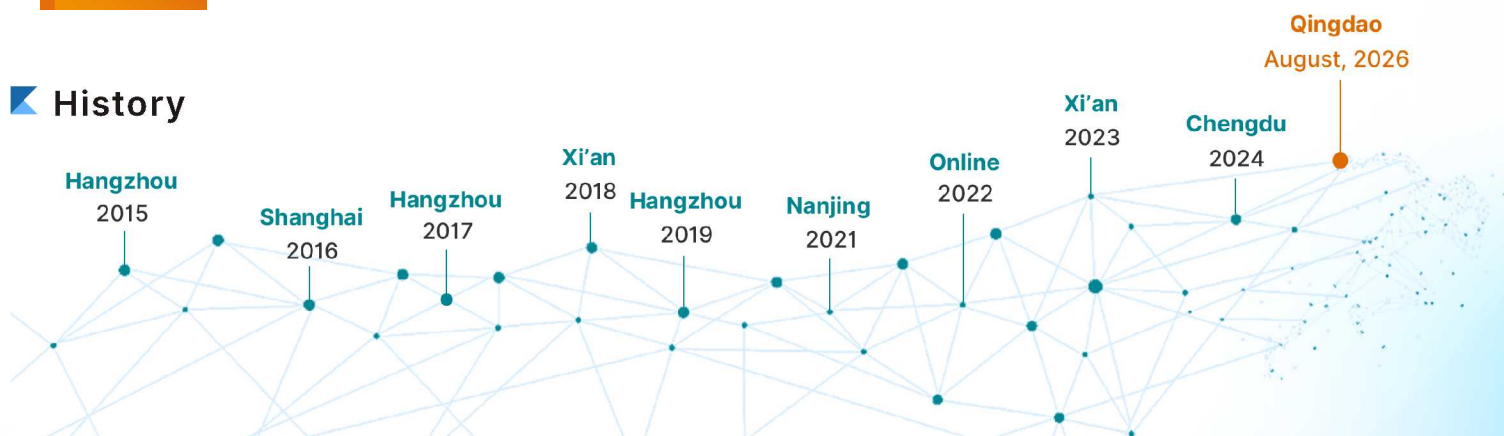 History
Hangzhou
2015
Shanghai
2016
Hangzhou
2017
Xi’an
2018
Hangzhou
2019
Nanjing
2021
Online
2022
Xi’an
2023
Chengdu
2024
Qingdao
August, 2026